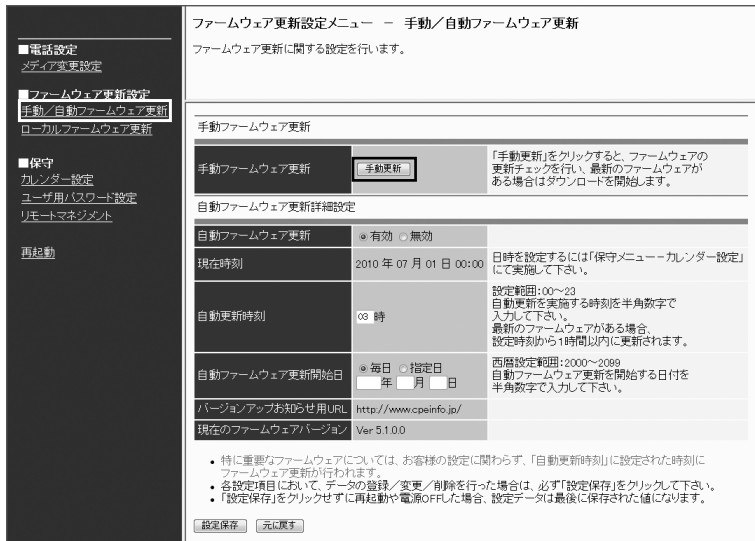 ■電話設定
メディア変更設定
■ファームウェア更新設定
手動／自動ファームウェア更新
ローカルファームウェア更新
■保守
カレンダー設定
ユーザ用パスワード設定
リモートマネジメント
再起動
ファームウェア更新設定メニュー － 手動／自動ファームウェア更新
ファームウェア更新に関する設定を行います。
手動ファームウェア更新
手動ファームウェア更新 手動更新
「手動更新」をクリックすると、ファームウェアの
更新チェックを行い、最新のファームウェアが
ある場合はダウンロードを開始します。
自動ファームウェア更新詳細設定
自動ファームウェア更新 有効 無効
現在時刻 2010 年 07 月 01 日 00:00
日時を設定するには「保守メニュー－カレンダー設定」
にて実施して下さい。
自動更新時刻 03 時
設定範囲:00～23
自動更新を実施する時刻を半角数字で
入力して下さい。
最新のファームウェアがある場合、
設定時刻から1時間以内に更新されます。
自動ファームウェア更新開始日 毎日 指定日
年 月 日
西暦設定範囲:2000～2099
自動ファームウェア更新を開始する日付を
半角数字で入力して下さい。
バージョンアップお知らせ用URL http://www.cpeinfo.jp/
現在のファームウェアバージョン Ver 5.1.0.0
• 特に重要なファームウェアについては、お客様の設定に関わらず、「自動更新時刻」に設定された時刻に
ファームウェア更新が行われます。
• 各設定項目において、データの登録／変更／削除を行った場合は、必ず「設定保存」をクリックして下さい。
• 「設定保存」をクリックせずに再起動や電源OFFした場合、設定データは最後に保存された値になります。
設定保存 元に戻す